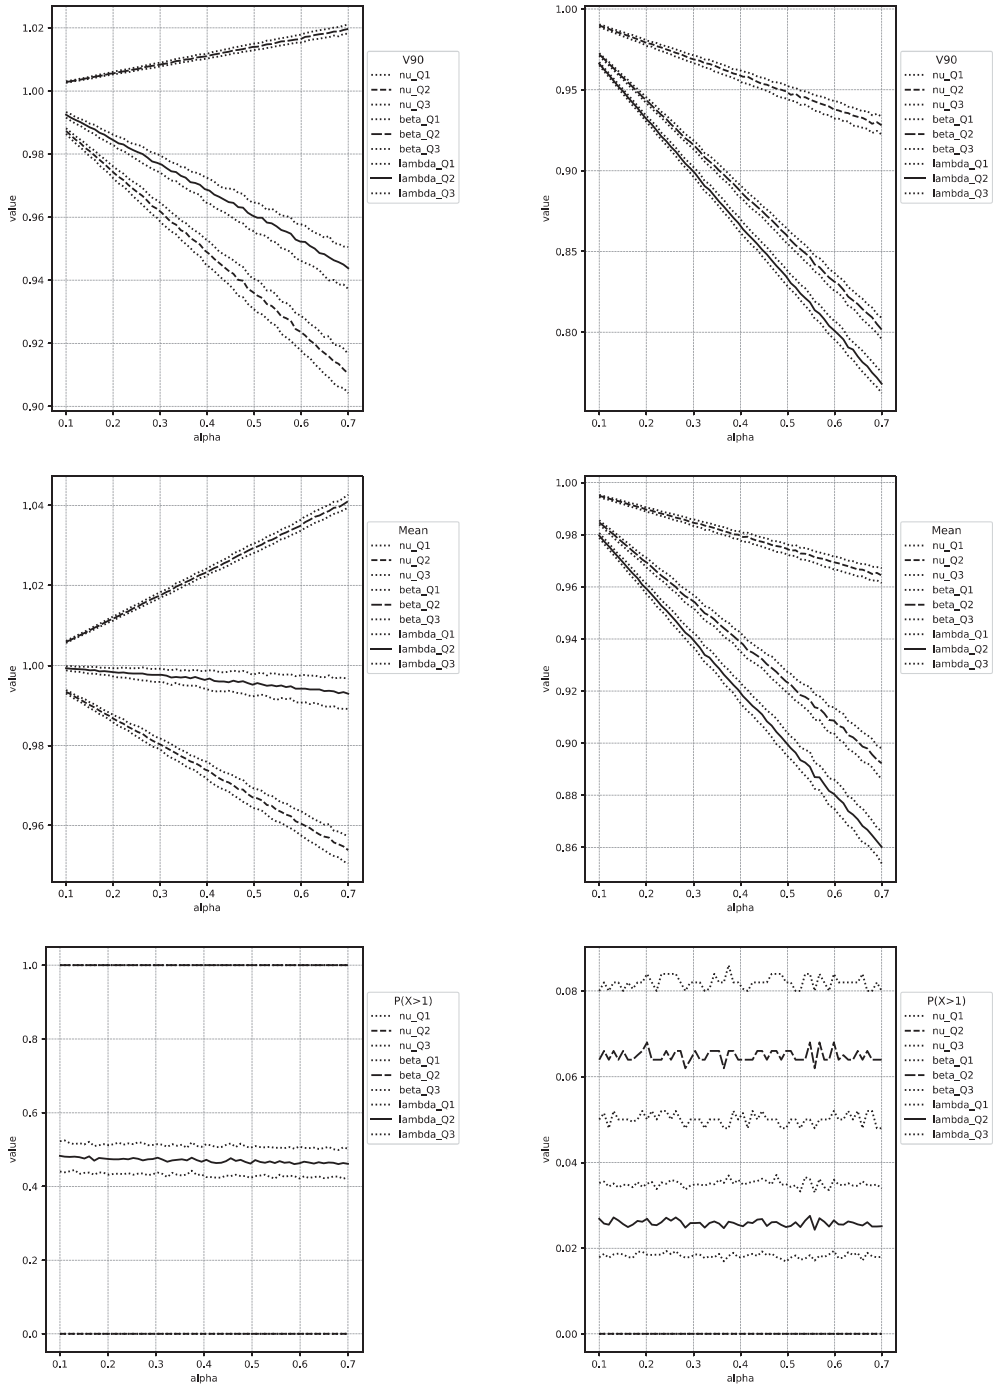 1.02
1.00
0.98
0.96
0.94
0.92
0.90
value
0.1 0.2 0.3 0.4 0.5 0.6 0.7
alpha
V90
nu_Q1
nu_Q2
nu_Q3
beta_Q1
beta_Q2
beta_Q3
lambda_Q1
lambda_Q2
lambda_Q3
1.00
0.95
0.90
0.85
0.80
value
0.1 0.2 0.3 0.4 0.5 0.6 0.7
alpha
V90
nu_Q1
nu_Q2
nu_Q3
beta_Q1
beta_Q2
beta_Q3
lambda_Q1
lambda_Q2
lambda_Q3
1.04
1.02
1.00
0.98
0.96
value
0.1 0.2 0.3 0.4 0.5 0.6 0.7
alpha
Mean
nu_Q1
nu_Q2
nu_Q3
beta_Q1
beta_Q2
beta_Q3
lambda_Q1
lambda_Q2
lambda_Q3
1.00
0.98
0.96
0.94
0.92
0.90
0.88
0.86
value
0.1 0.2 0.3 0.4 0.5 0.6 0.7
alpha
Mean
nu_Q1
nu_Q2
nu_Q3
beta_Q1
beta_Q2
beta_Q3
lambda_Q1
lambda_Q2
lambda_Q3
1.0
0.8
0.6
0.4
0.2
0.0
value
0.1 0.2 0.3 0.4 0.5 0.6 0.7
alpha
P(X>1)
nu_Q1
nu_Q2
nu_Q3
beta_Q1
beta_Q2
beta_Q3
lambda_Q1
lambda_Q2
lambda_Q3
0.08
0.06
0.04
0.02
0.00
value
0.1 0.2 0.3 0.4 0.5 0.6 0.7
alpha
P(X>1)
nu_Q1
nu_Q2
nu_Q3
beta_Q1
beta_Q2
beta_Q3
lambda_Q1
lambda_Q2
lambda_Q3